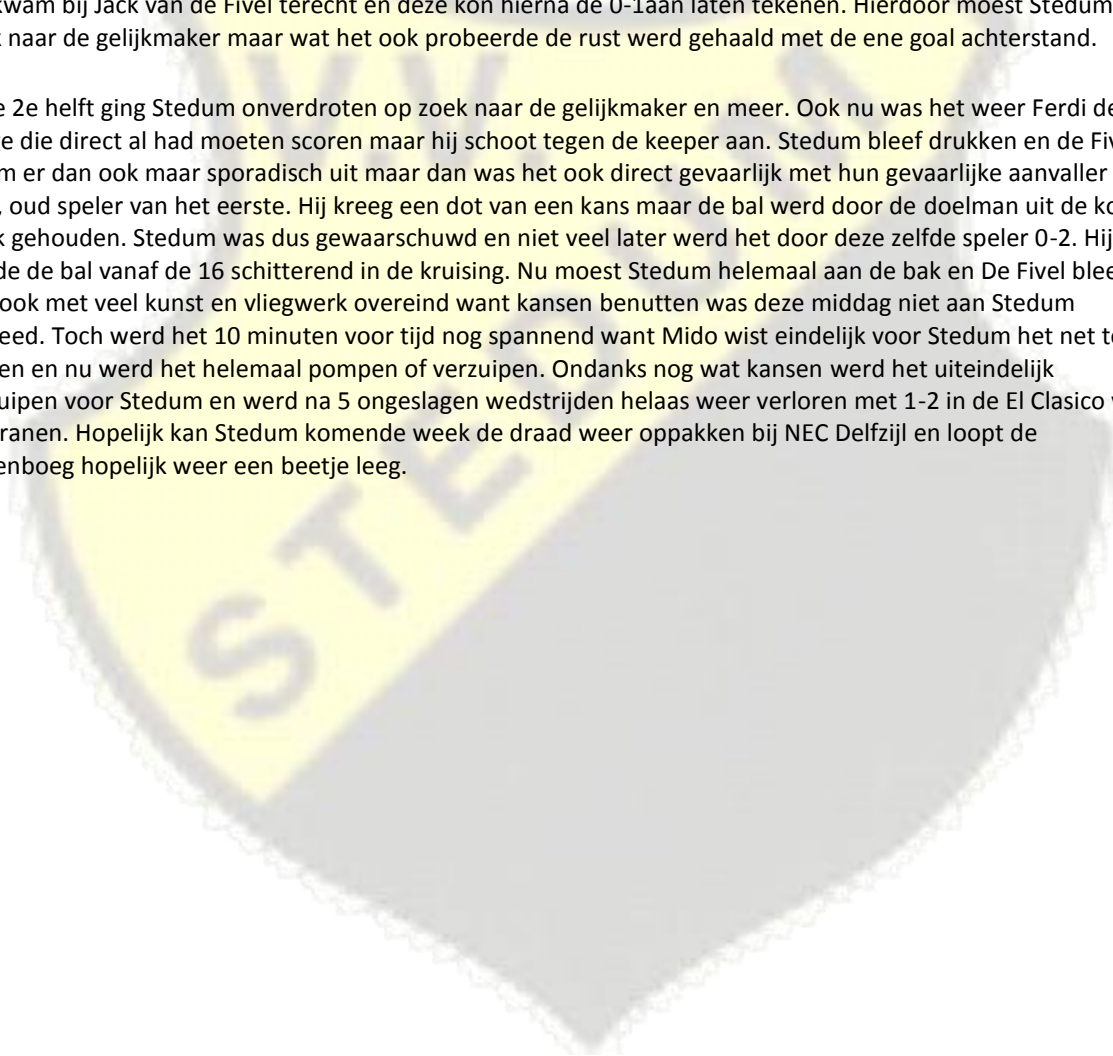 kwam bij Jack van de Fivel terecht en deze kon hierna de 0-1aan laten tekenen. Hierdoor moest Stedum
naar de gelijkmaker maar wat het ook probeerde de rust werd gehaald met de ene goal achterstand.
2e helft ging Stedum onverdroten op zoek naar de gelijkmaker en meer. Ook nu was het weer Ferdi de
die direct al had moeten scoren maar hij schoot tegen de keeper aan. Stedum bleef drukken en de
er dan ook maar sporadisch uit maar dan was het ook direct gevaarlijk met hun gevaarlijke aanvaller
, oud speler van het eerste. Hij kreeg een dot van een kans maar de bal werd door de doelman uit de
gehouden. Stedum was dus gewaarschuwd en niet veel later werd het door deze zelfde speler 0-2. Hij
de bal vanaf de 16 schitterend in de kruising. Nu moest Stedum helemaal aan de bak en De Fivel
ook met veel kunst en vliegwerk overeind want kansen benutten was deze middag niet aan Stedum
Toch werd het 10 minuten voor tijd nog spannend want Mido wist eindelijk voor Stedum het net
en nu werd het helemaal pompen of verzuipen. Ondanks nog wat kansen werd het uiteindelijk
voor Stedum en werd na 5 ongeslagen wedstrijden helaas weer verloren met 1-2 in de El Clasico
Hopelijk kan Stedum komende week de draad weer oppakken bij NEC Delfzijl en loopt de
hopelijk weer een beetje leeg.
V.V.
STEDUM